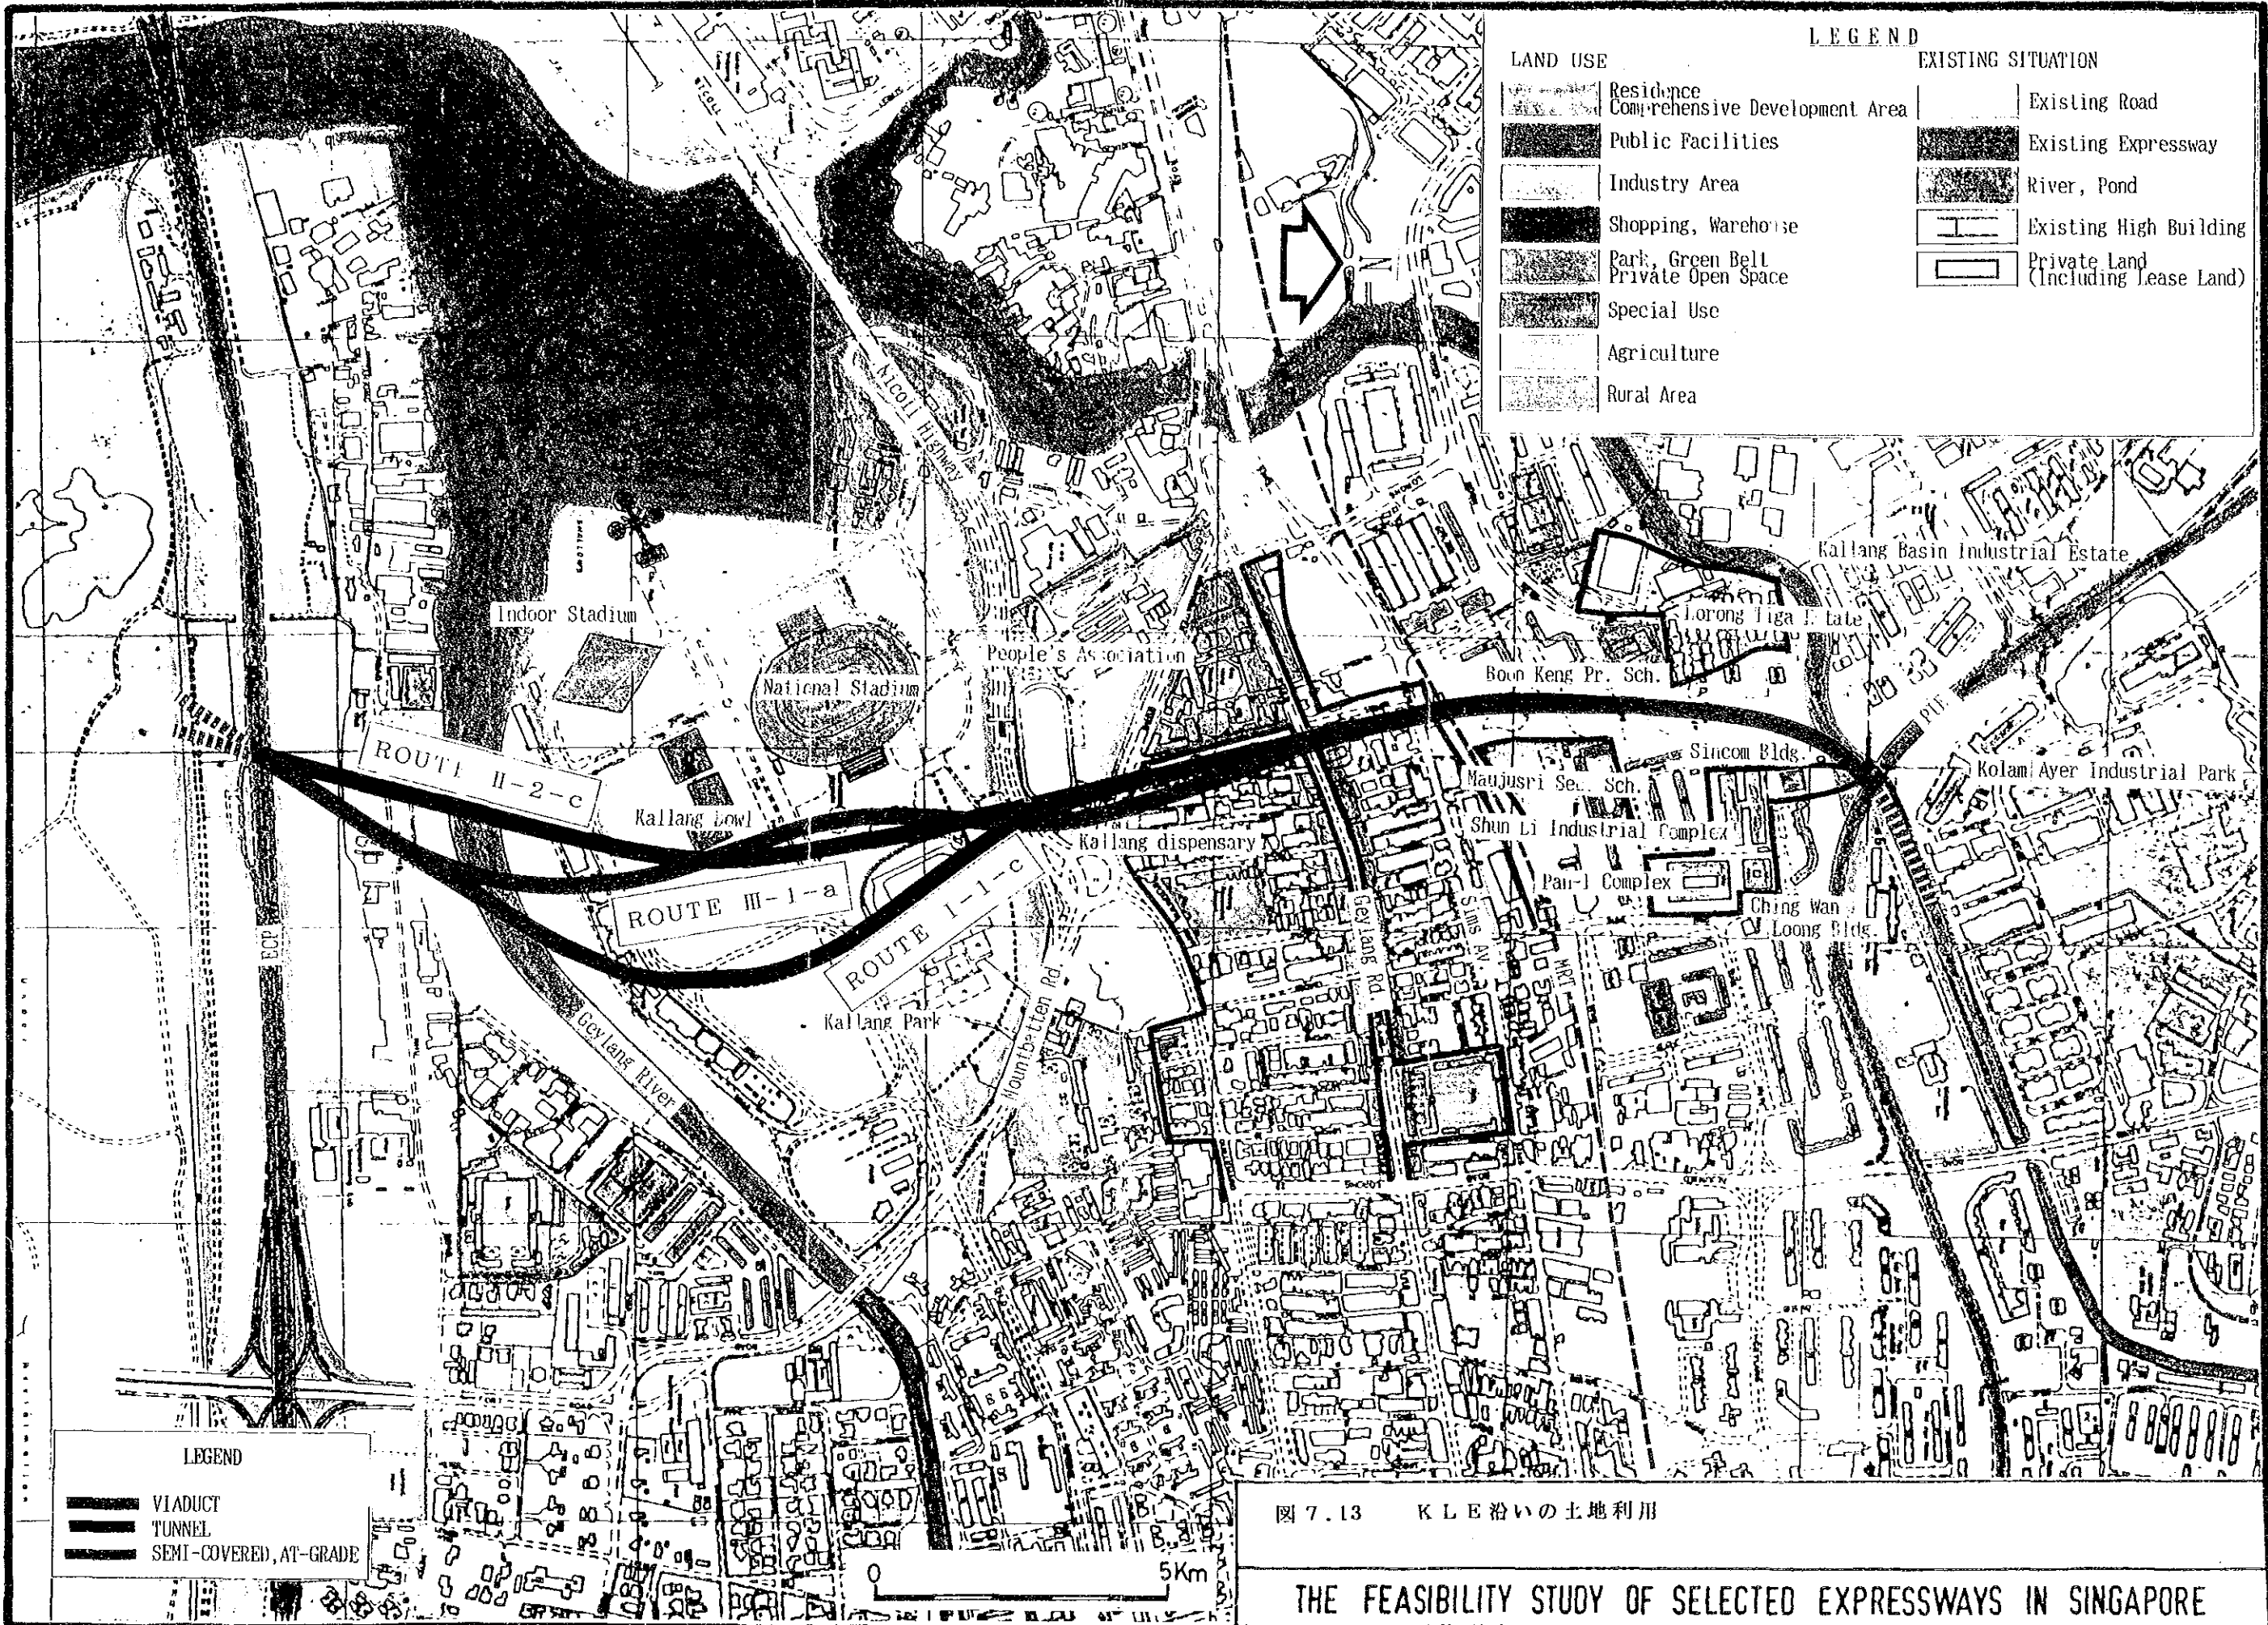 LEGEND
LAND USE
EXISTING SITUATION
Residence
Comprehensive Development Area
Public Facilities
Industry Area
Shopping, Warehouse
Park, Green Belt
Private Open Space
Special Use
Agriculture
Rural Area
Existing Road
Existing Expressway
River, Pond
Existing High Building
Private Land
(Including Lease Land)
N
NICOLL
Nicoll Highway
Indoor Stadium
National Stadium
People's Association
Kallang Basin Industrial Estate
Lorong Tiga
Boon Keng Pr. Sch.
PIE
Sincom Bldg.
Kolam Ayer Industrial Park
Maujusri Sec. Sch.
Shun Li Industrial Complex
Pan-I Complex
Ching Wan
Loong Bldg.
ROUTE II-2-c
Kallang Bowl
Kallang dispensary
ROUTE III-1-a
ROUTE I-1-c
Kallang Park
Mountbatten Rd
Geylang Rd
Sims Av
MRT
ECP
Geylang River
LEGEND
VIADUCT
TUNNEL
SEMI-COVERED, AT-GRADE
0 5Km
図 7.13 KLE沿いの土地利用
THE FEASIBILITY STUDY OF SELECTED EXPRESSWAYS IN SINGAPORE